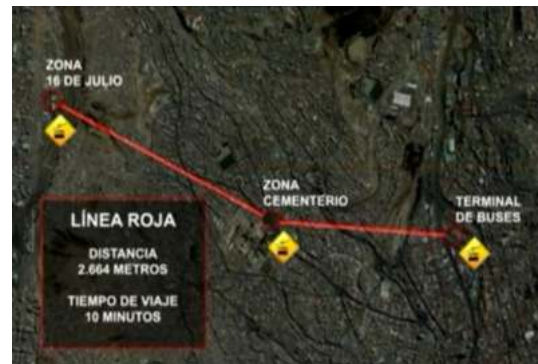 ZONA
16 DE JULIO
ZONA
CEMENTERIO
TERMINAL
DE BUSES
LÍNEA ROJA
DISTANCIA
2.664 METROS
TIEMPO DE VIAJE
10 MINUTOS